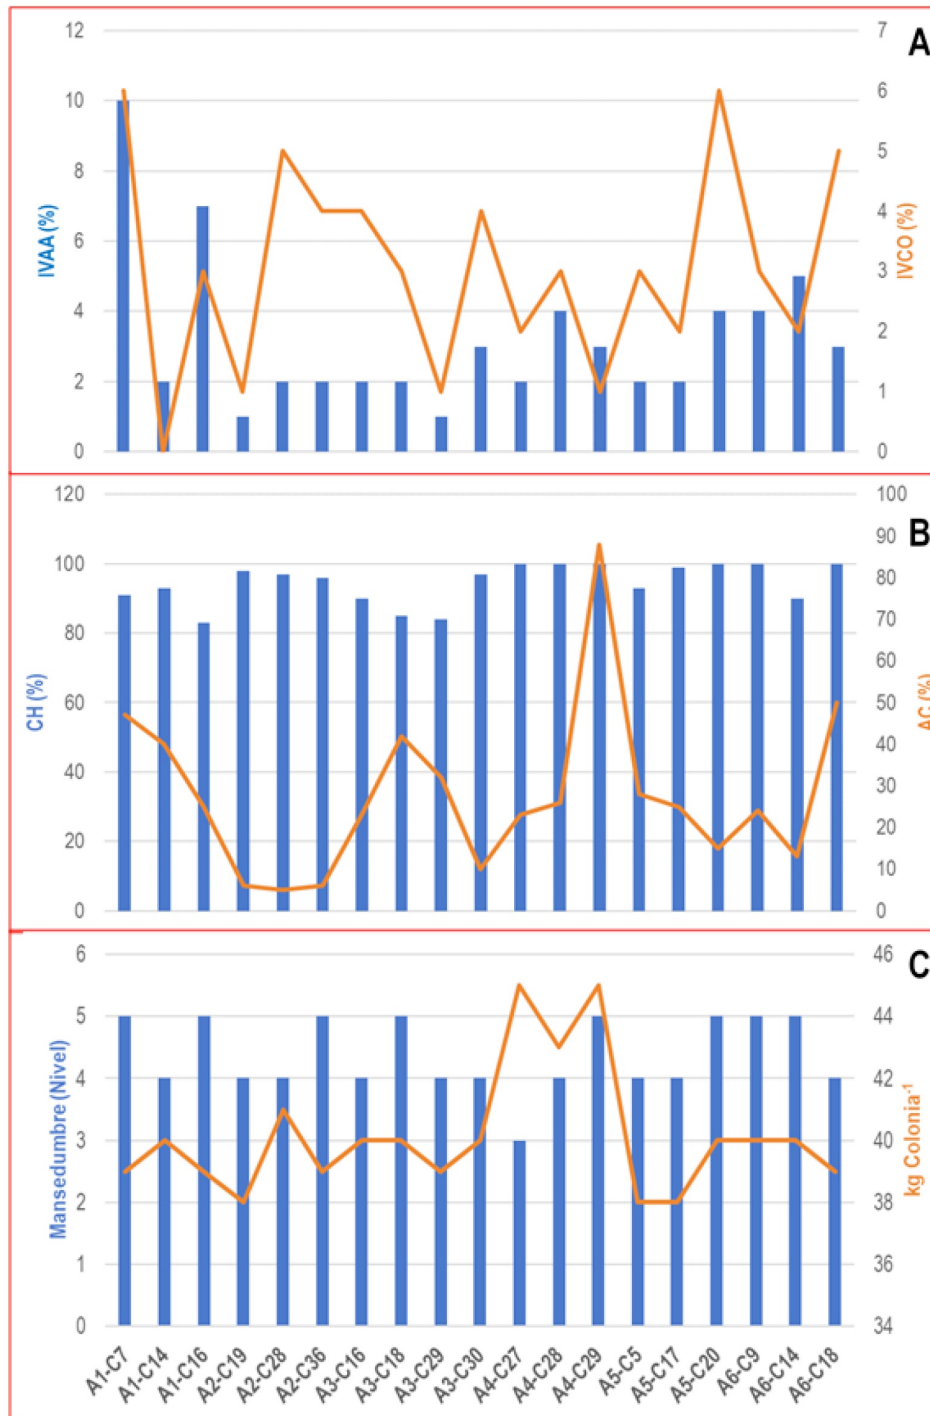 A
12
10
8
6
4
2
0
IVAA (%)
7
6
5
4
3
2
1
0
IVCO (%)
B
120
100
80
60
40
20
0
CH (%)
100
90
80
70
60
50
40
30
20
10
0
AC (%)
C
6
5
4
3
2
1
0
Mansedumbre (Nivel)
46
44
42
40
38
36
34
kg Colonia⁻¹
A1-C7
A1-C14
A1-C16
A2-C19
A2-C28
A2-C36
A3-C16
A3-C18
A3-C29
A3-C30
A4-C27
A4-C28
A4-C29
A5-C5
A5-C17
A5-C20
A6-C9
A6-C14
A6-C18